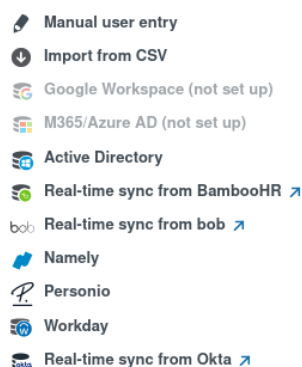 Manual user entry
Import from CSV
Google Workspace (not set up)
M365/Azure AD (not set up)
Active Directory
Real-time sync from BambooHR
bob Real-time sync from bob
Namely
Personio
Workday
okta Real-time sync from Okta